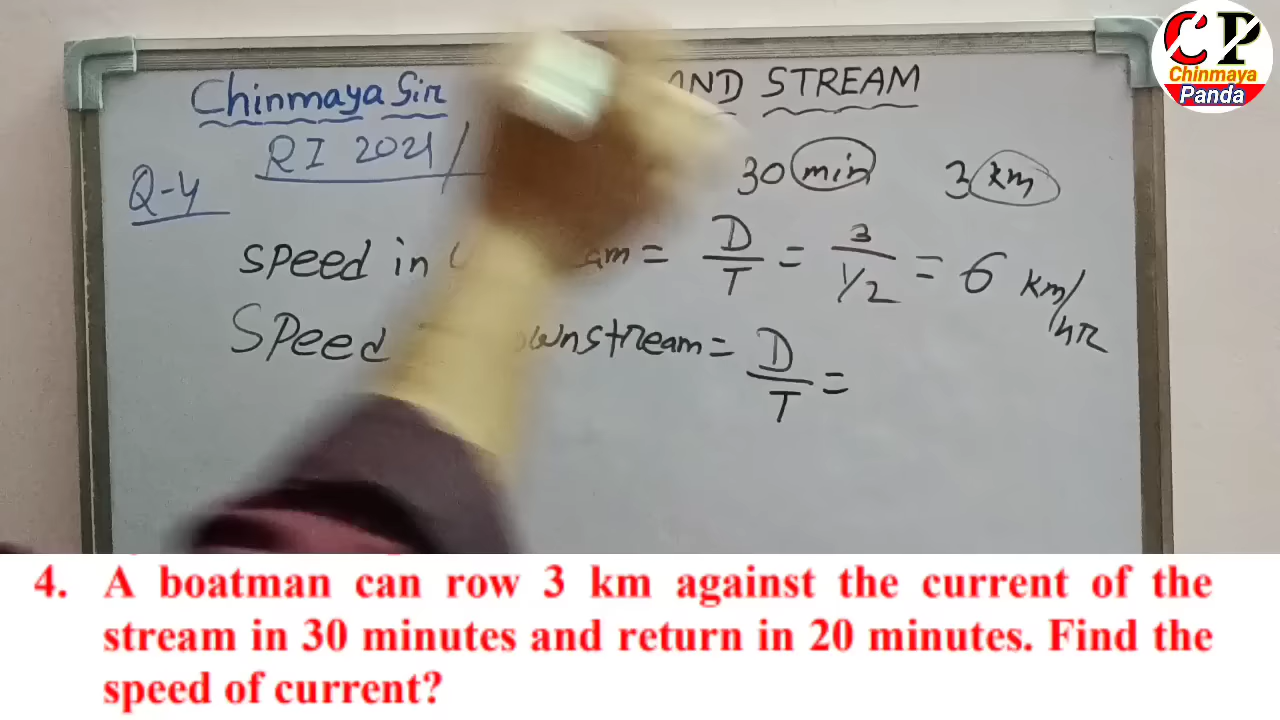 CP
Chinmaya
Panda
Chinmaya Sir AND STREAM
RI 2021/
Q-4
30 min 3 km
Speed in am = D/T = 3/1/2 = 6 km/hr
Speed ownstream = D/T =
4. A boatman can row 3 km against the current of the
stream in 30 minutes and return in 20 minutes. Find the
speed of current?